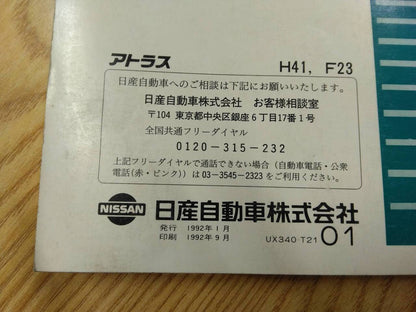 アトラス
H41, F23
日産自動車へのご相談は下記にお願いいたします。
日産自動車株式会社 お客様相談室
〒104 東京都中央区銀座6丁目17番1号
全国共通フリーダイヤル
0120-315-232
上記フリーダイヤルで通話できない場合(自動車電話・公衆
電話(赤・ピンク))は03-3545-2323をご利用ください。
NISSAN 日産自動車株式会社
発行 1992年1月
印刷 1992年9月
UX340-T21 01